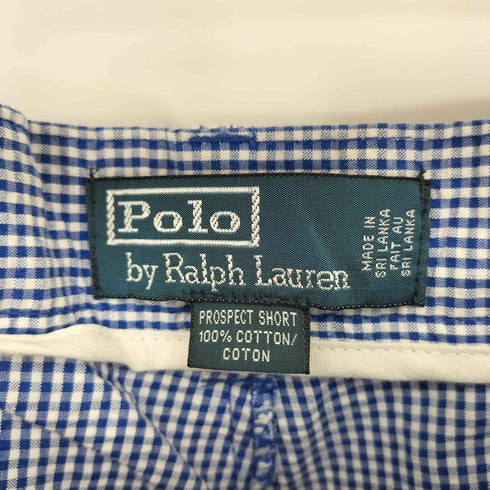 Polo
by Ralph Lauren
MADE IN
SRI LANKA
FAIT AU
SRI LANKA
PROSPECT SHORT
100% COTTON/
COTON